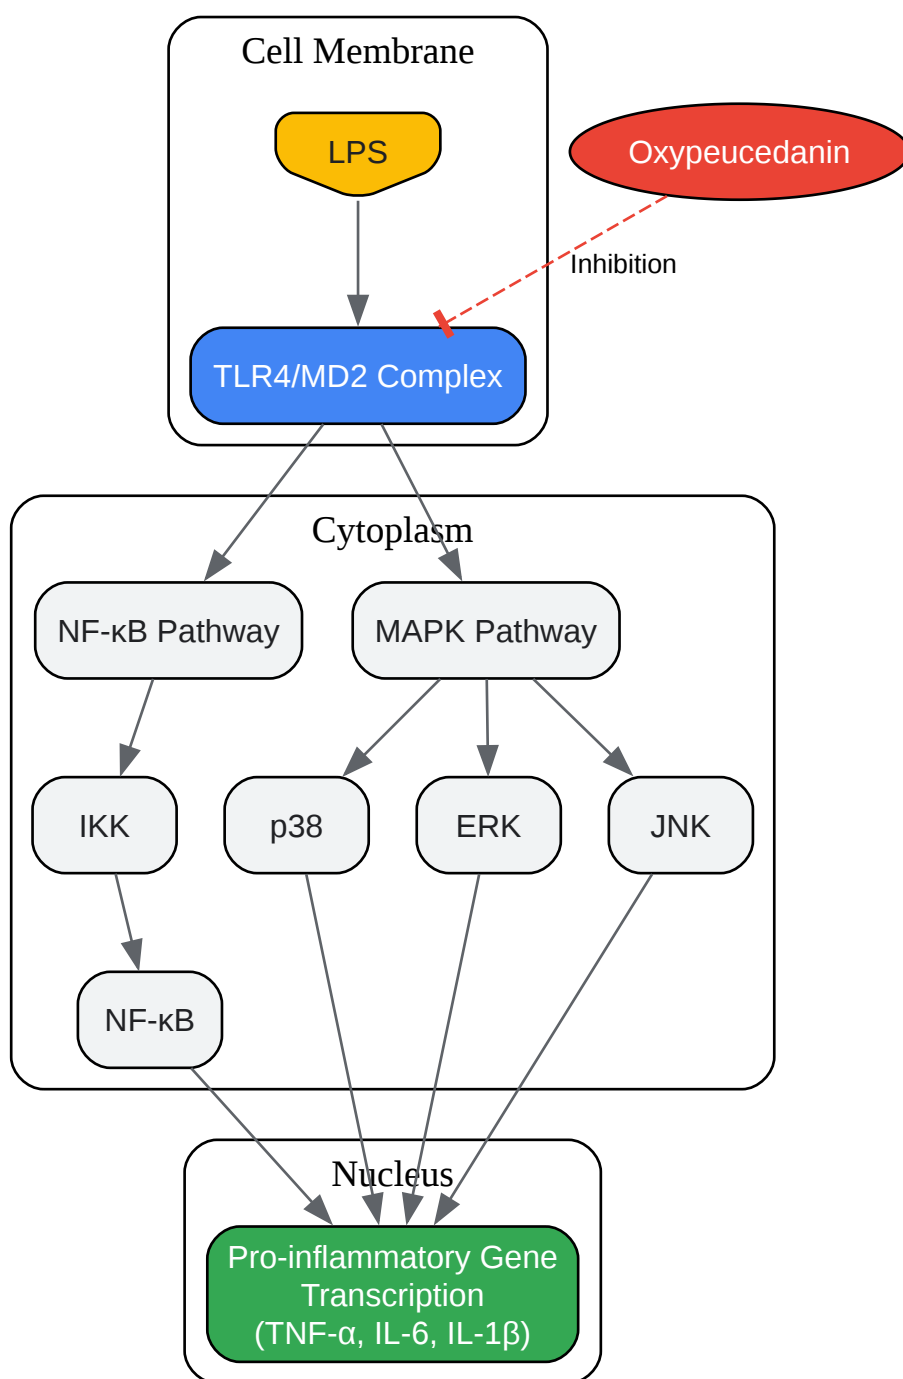 Cell Membrane
LPS
Oxypeucedanin
Inhibition
TLR4/MD2 Complex
Cytoplasm
NF-κB Pathway
MAPK Pathway
IKK
p38
ERK
JNK
NF-κB
Nucleus
Pro-inflammatory Gene
Transcription
(TNF-α, IL-6, IL-1β)